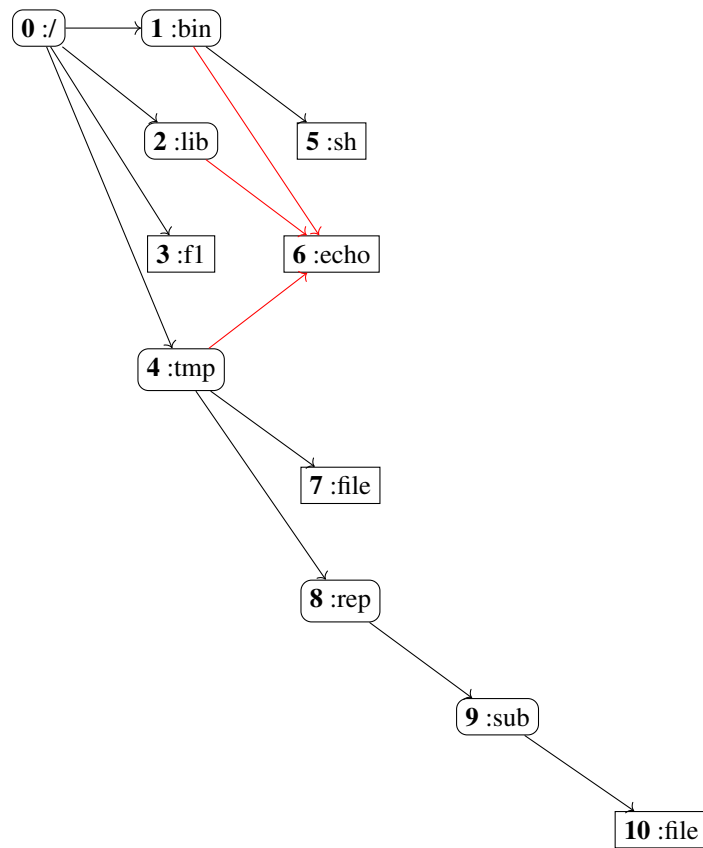 0 :/
1 :bin
2 :lib
5 :sh
3 :f1
6 :echo
4 :tmp
7 :file
8 :rep
9 :sub
10 :file